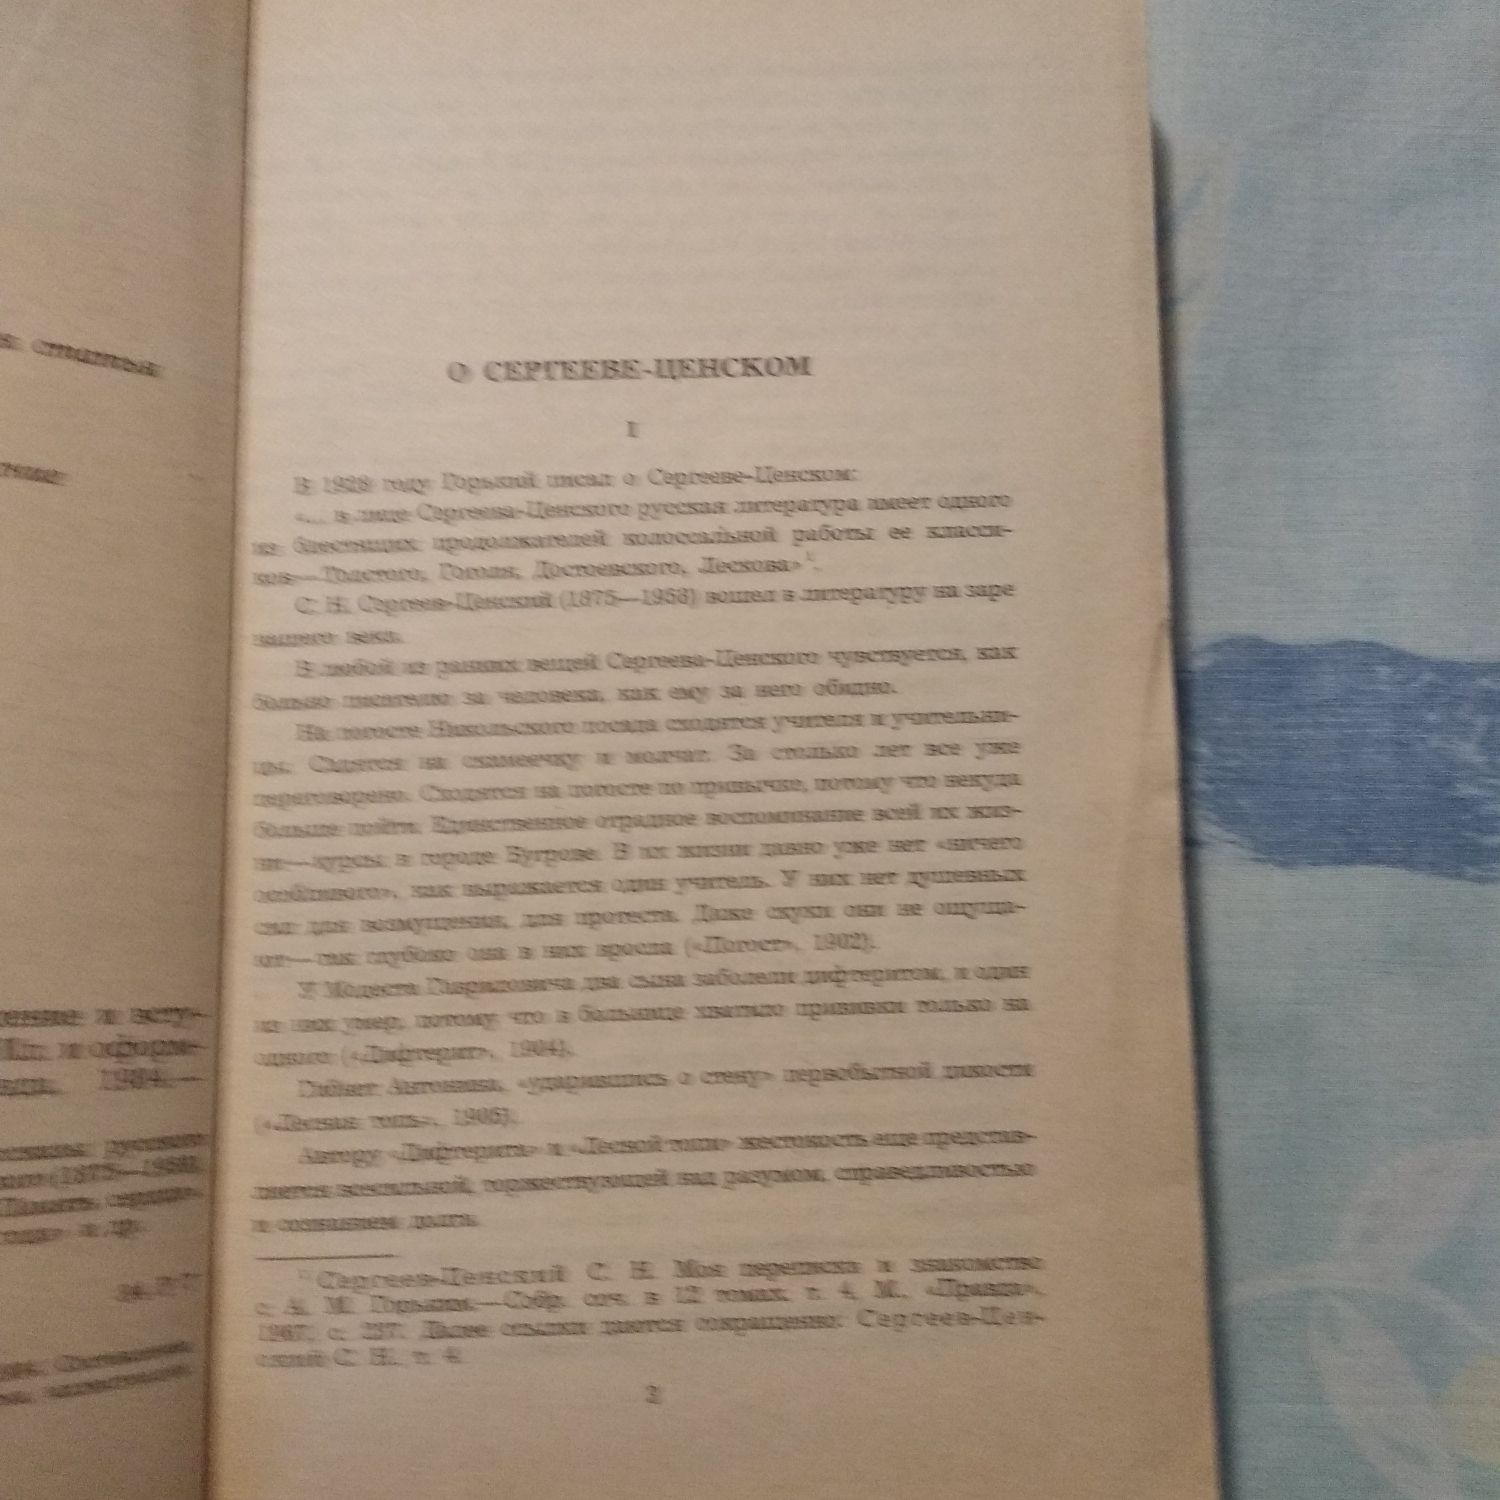 я статья
О СЕРГЕЕВЕ-ЦЕНСКОМ
I
В 1928 году Горький писал о Сергееве-Ценском:
«... в лице Сергеева-Ценского русская литература имеет одного
из блестящих продолжателей колоссальной работы ее класси-
ков—Толстого, Гоголя, Достоевского, Лескова»¹.
С. Н. Сергеев-Ценский (1875—1958) вошел в литературу на заре
нашего века.
В любой из ранних вещей Сергеева-Ценского чувствуется, как
больно писателю за человека, как ему за него обидно.
На погосте Никольского посада сходятся учителя и учительни-
цы. Садятся на скамеечку и молчат. За столько лет все уже
переговорено. Сходятся на погосте по привычке, потому что некуда
больше пойти. Единственное отрадное воспоминание всей их жиз-
ни—курсы в городе Бугрове. В их жизни давно уже нет «ничего
особливого», как выражается один учитель. У них нет душевных
сил для возмущения, для протеста. Даже скуки они не ощуща-
ют—так глубоко она в них вросла («Погост», 1902).
У Модеста Гавриловича два сына заболели дифтеритом, и один
из них умер, потому что в больнице хватило прививки только на
одного («Дифтерит», 1904).
Гибнет Антонина, «ударившись о стену» первобытной дикости
(«Лесная топь», 1905).
Автору «Дифтерита» и «Лесной топи» жестокость еще представ-
ляется всесильной, торжествующей над разумом, справедливостью
и сознанием долга.
¹ Сергеев-Ценский С. Н. Моя переписка и знакомство
с А. М. Горьким.—Собр. соч. в 12 томах, т. 4, М., «Правда»,
1967, с. 237. Далее ссылки даются сокращенно: Сергеев-Цен-
ский С. Н., т. 4.
3